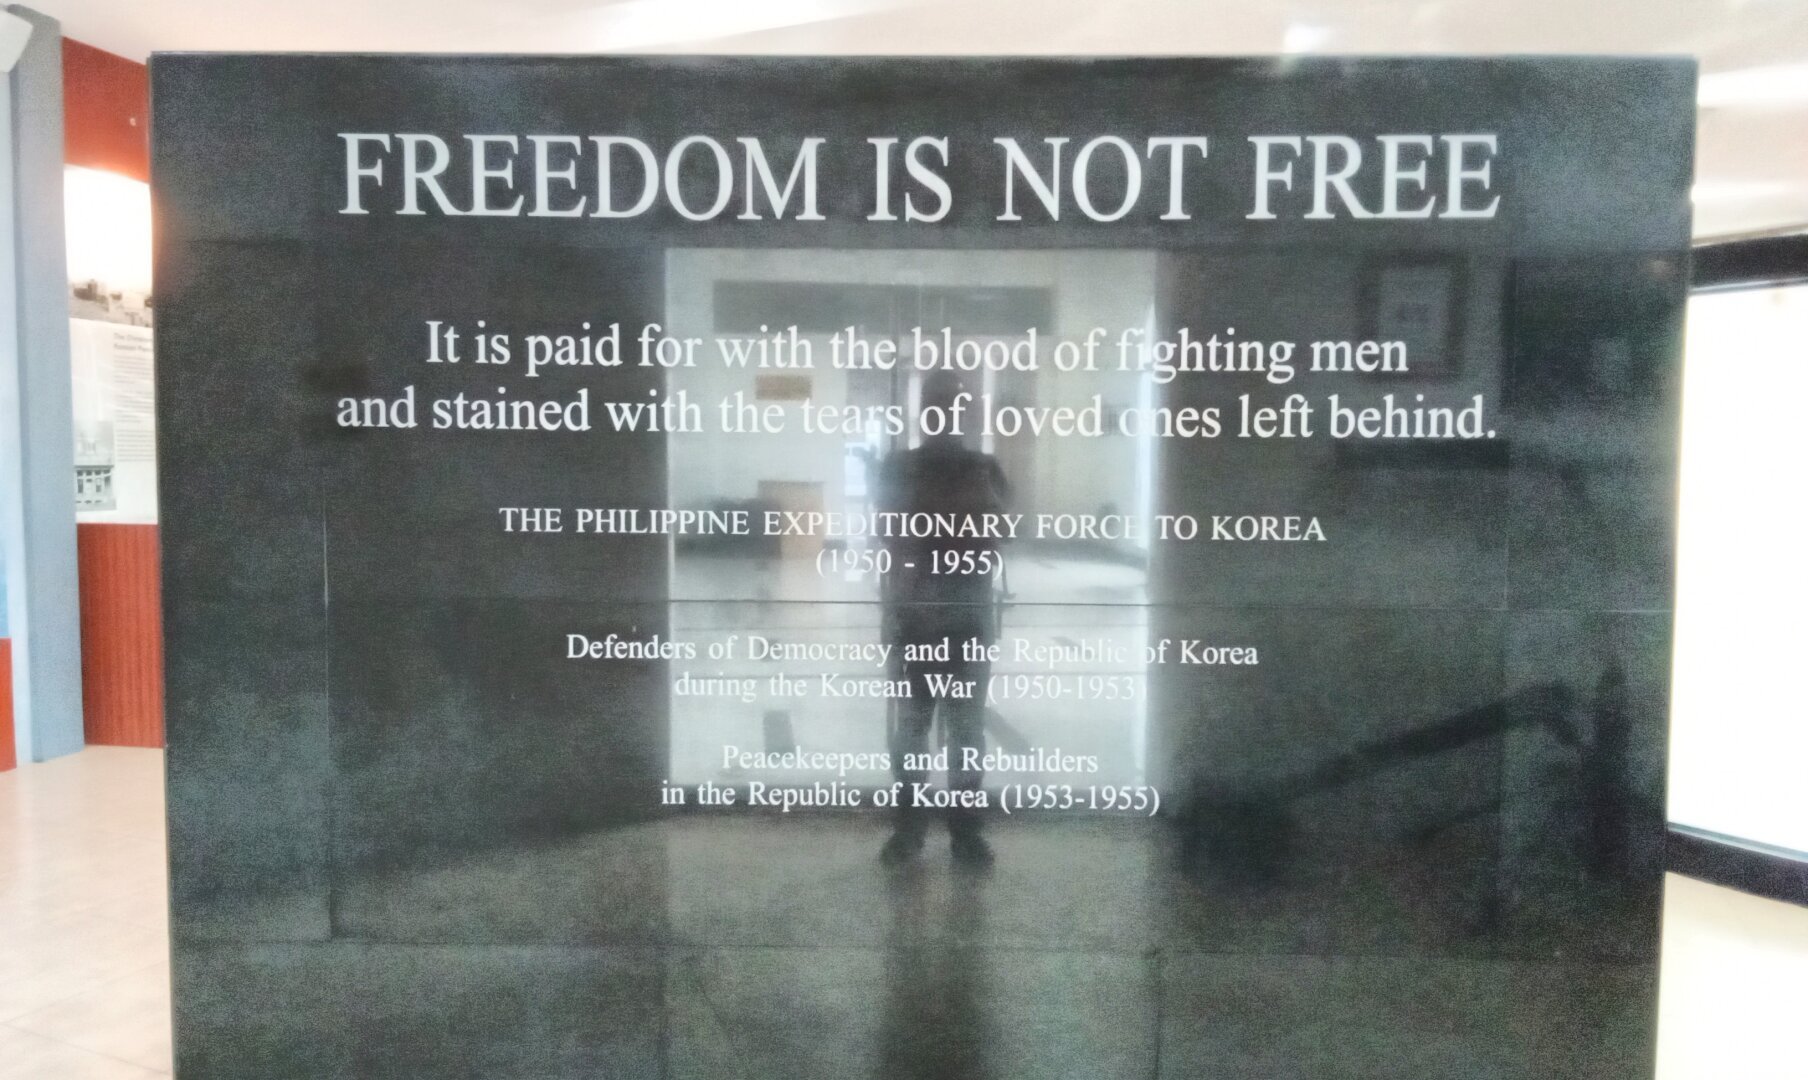 FREEDOM IS NOT FREE
It is paid for with the blood of fighting men
and stained with the tears of loved ones left behind.
THE PHILIPPINE EXPEDITIONARY FORCE TO KOREA
(1950 - 1955)
Defenders of Democracy and the Republic of Korea
during the Korean War (1950-1953)
Peacekeepers and Rebuilders
in the Republic of Korea (1953-1955)